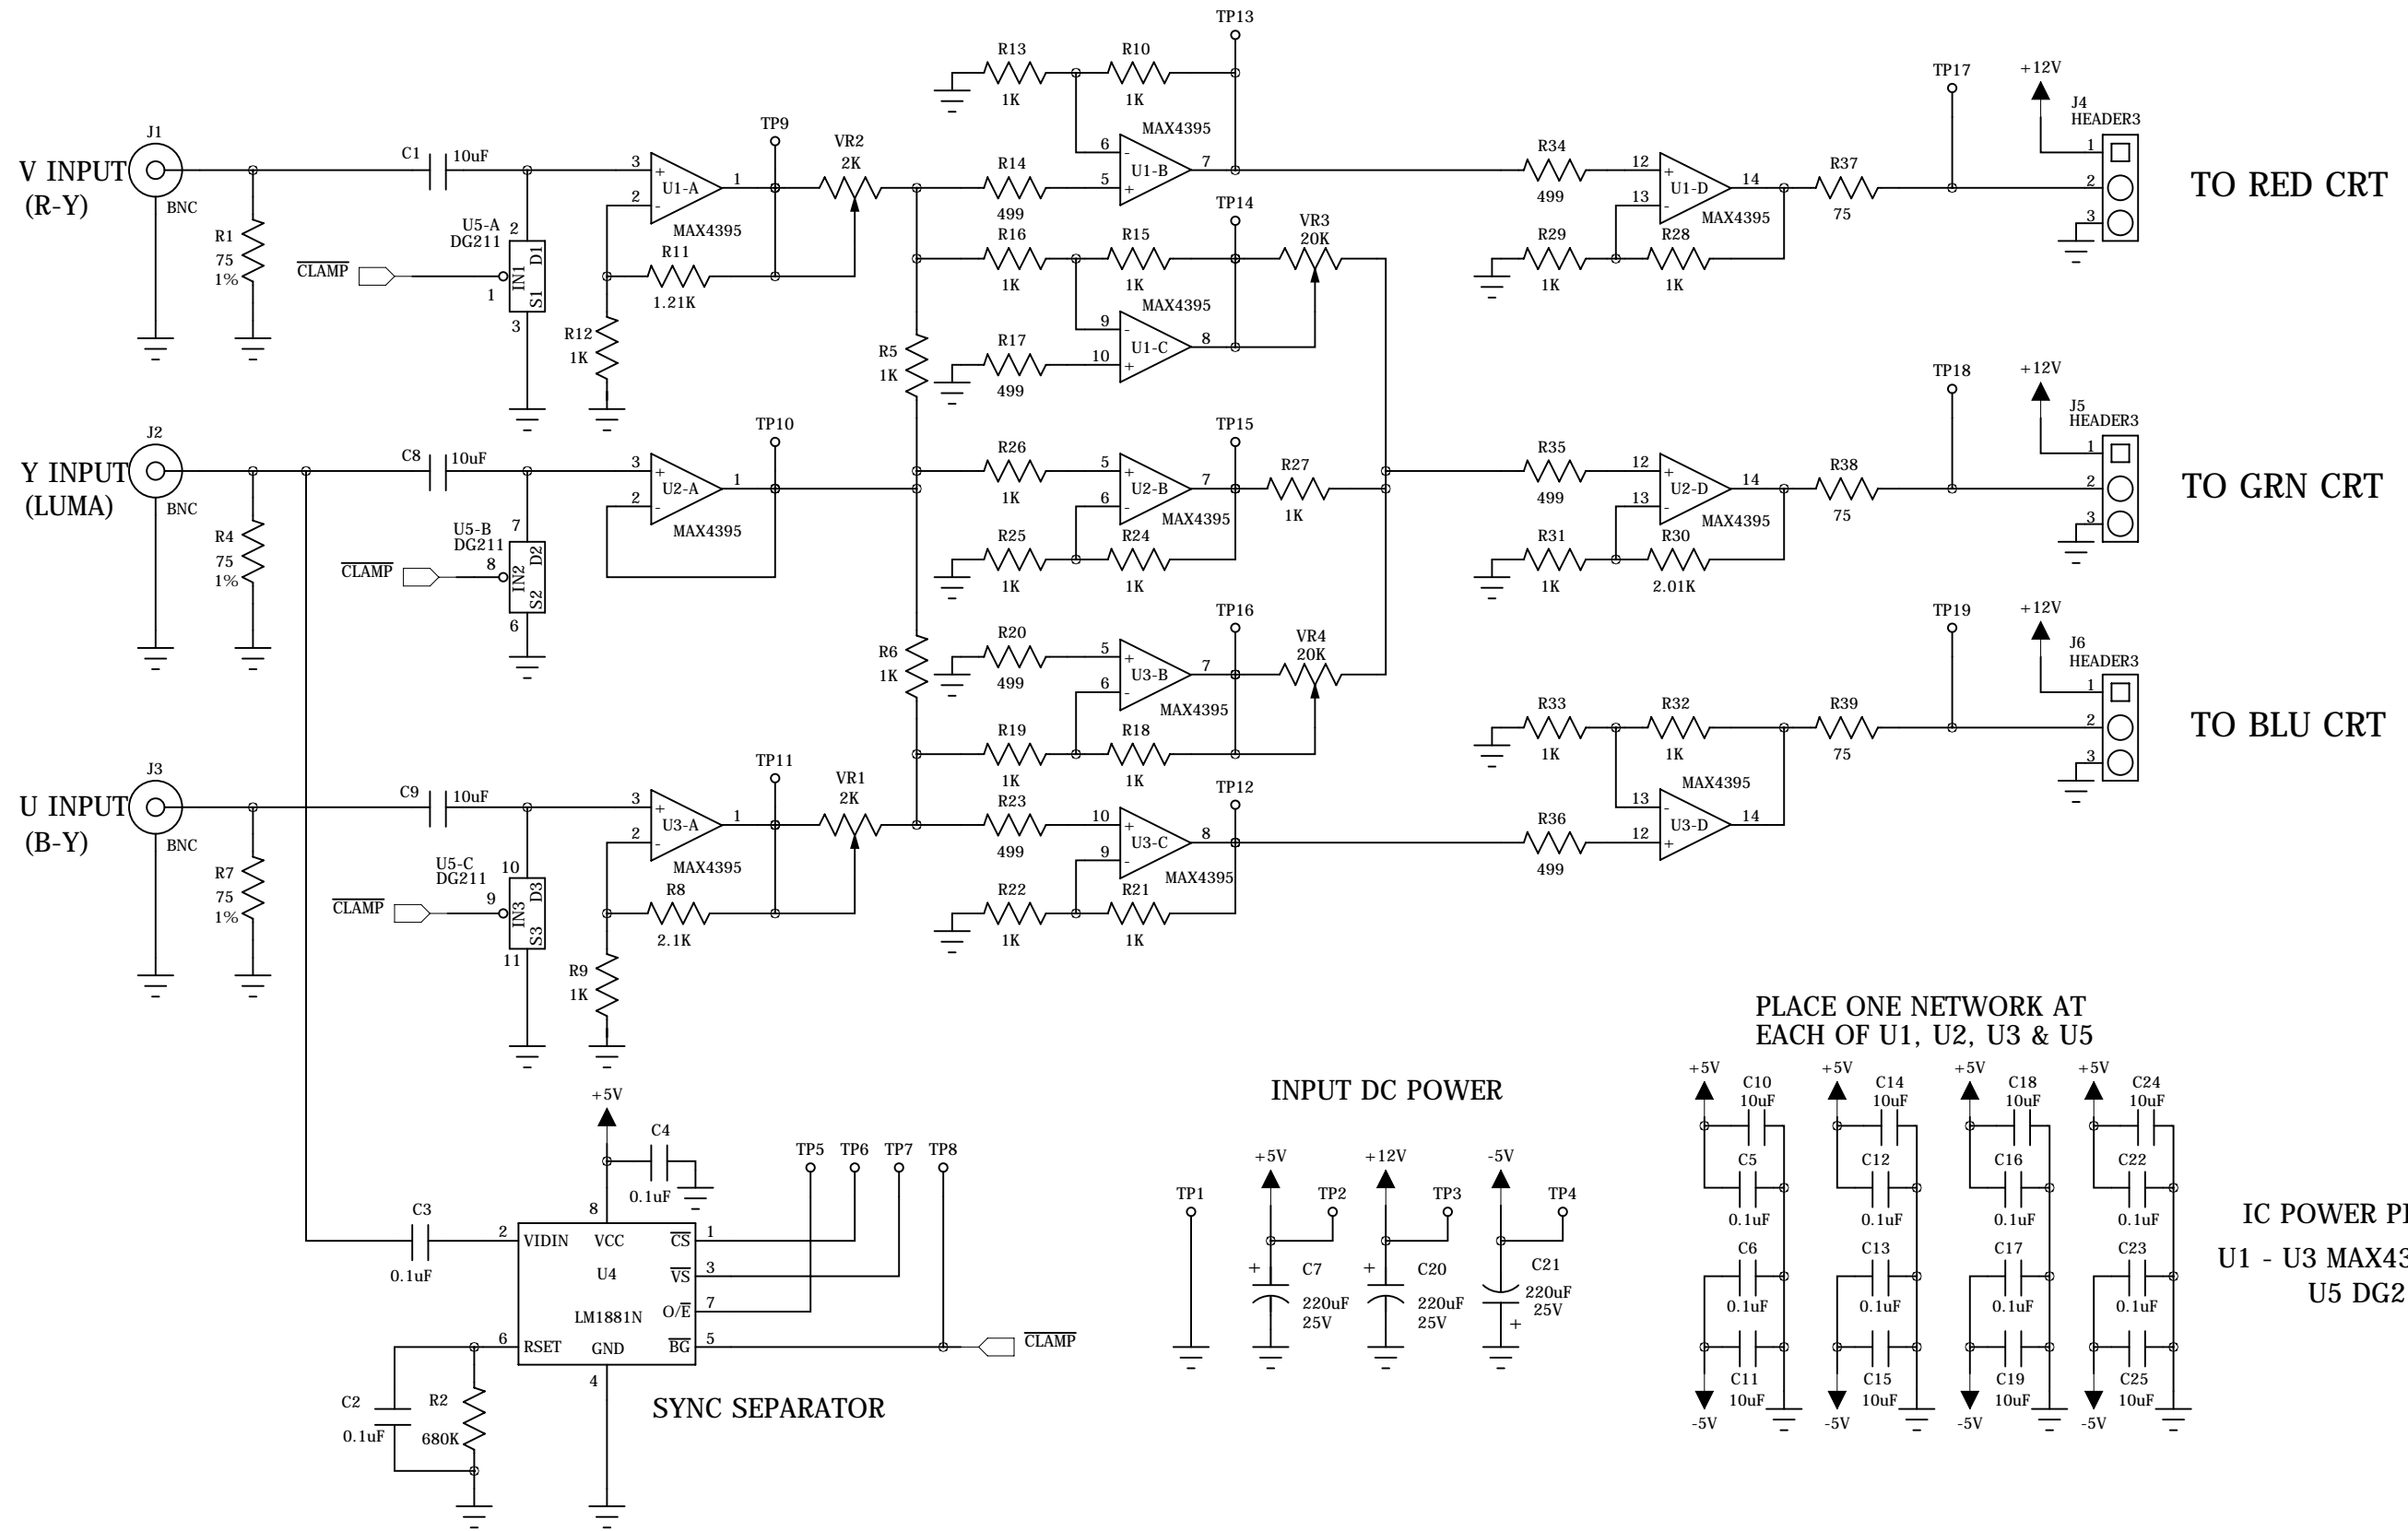 TP13
R13
R10
1K
1K
TP17
+12V
J4
HEADER3
J1
TP9
VR2
2K
MAX4395
C1
10uF
V INPUT
(R-Y)
BNC
3
+
2
-
U1-A
1
MAX4395
6
-
5
+
U1-B
7
R14
499
R34
499
12
+
13
-
U1-D
14
MAX4395
R37
75
1
2
3
TO RED CRT
R1
75
1%
U5-A
DG211
2
D1
IN1
S1
1
3
CLAMP
R11
1.21K
R12
1K
R16
1K
R15
1K
TP14
VR3
20K
MAX4395
R29
1K
R28
1K
R5
1K
R17
499
9
-
10
+
U1-C
8
TP18
+12V
J5
HEADER3
J2
TP10
TP15
Y INPUT
(LUMA)
BNC
C8
10uF
3
+
2
-
U2-A
1
MAX4395
R26
1K
5
+
6
-
U2-B
7
MAX4395
R27
1K
R35
499
12
+
13
-
U2-D
14
MAX4395
R38
75
1
2
3
TO GRN CRT
R4
75
1%
U5-B
DG211
7
D2
IN2
S2
8
6
CLAMP
R25
1K
R24
1K
R31
1K
R30
2.01K
TP16
TP19
+12V
J6
HEADER3
R6
1K
R20
499
5
+
6
-
U3-B
7
MAX4395
VR4
20K
R19
1K
R18
1K
R33
1K
R32
1K
R39
75
1
2
3
TO BLU CRT
J3
TP11
VR1
2K
TP12
MAX4395
U INPUT
(B-Y)
BNC
C9
10uF
3
+
2
-
U3-A
1
MAX4395
R23
499
10
+
9
-
U3-C
8
MAX4395
R36
499
13
-
12
+
U3-D
14
R7
75
1%
U5-C
DG211
10
D3
IN3
S3
9
11
CLAMP
R8
2.1K
R9
1K
R22
1K
R21
1K
PLACE ONE NETWORK AT
EACH OF U1, U2, U3 & U5
+5V
C10
10uF
C5
0.1uF
C6
0.1uF
C11
10uF
-5V
+5V
C14
10uF
C12
0.1uF
C13
0.1uF
C15
10uF
-5V
+5V
C18
10uF
C16
0.1uF
C17
0.1uF
C19
10uF
-5V
+5V
C24
10uF
C22
0.1uF
C23
0.1uF
C25
10uF
-5V
INPUT DC POWER
TP1
+5V
TP2
+
C7
220uF
25V
+12V
TP3
+
C20
220uF
25V
-5V
TP4
C21
220uF
25V
+
IC POWER PI
U1 - U3 MAX43
U5 DG2
+5V
C4
0.1uF
TP5
TP6
TP7
TP8
C3
0.1uF
8
2
VIDIN
VCC
CS
1
U4
VS
3
LM1881N
O/E
7
6
RSET
GND
BG
5
CLAMP
4
C2
0.1uF
R2
680K
SYNC SEPARATOR